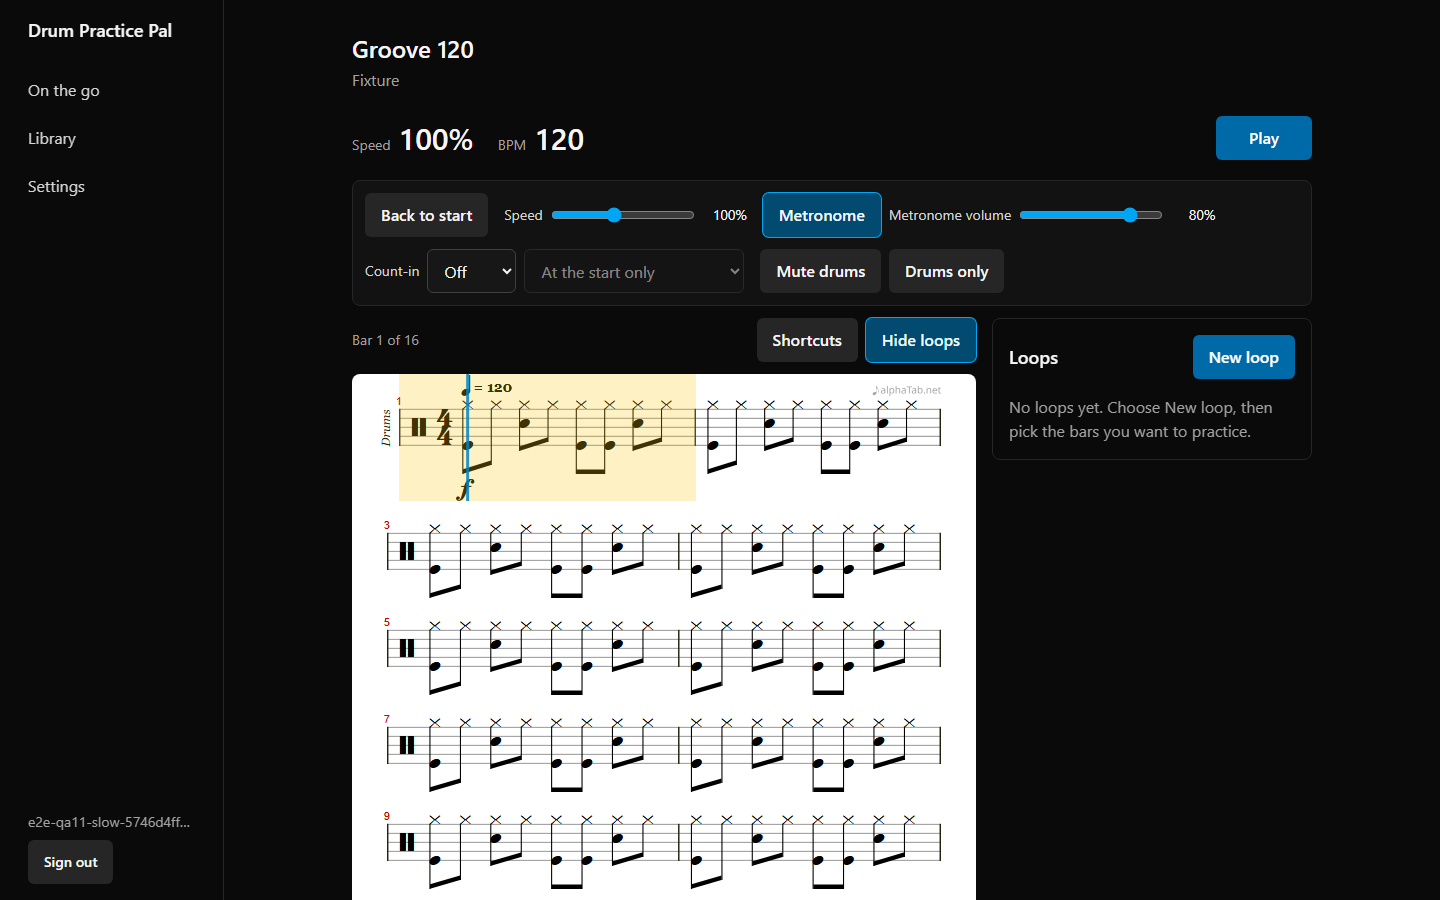 Drum Practice Pal
On the go
Library
Settings
e2e-qa11-slow-5746d4ff...
Sign out
Groove 120
Fixture
Speed 100% BPM 120
Play
Back to start Speed 100% Metronome Metronome volume 80%
Count-in Off At the start only Mute drums Drums only
Bar 1 of 16
Shortcuts Hide loops
Loops New loop
No loops yet. Choose New loop, then
pick the bars you want to practice.
= 120
alphaTab.net
1
Drums
4
4
f
3
5
7
9